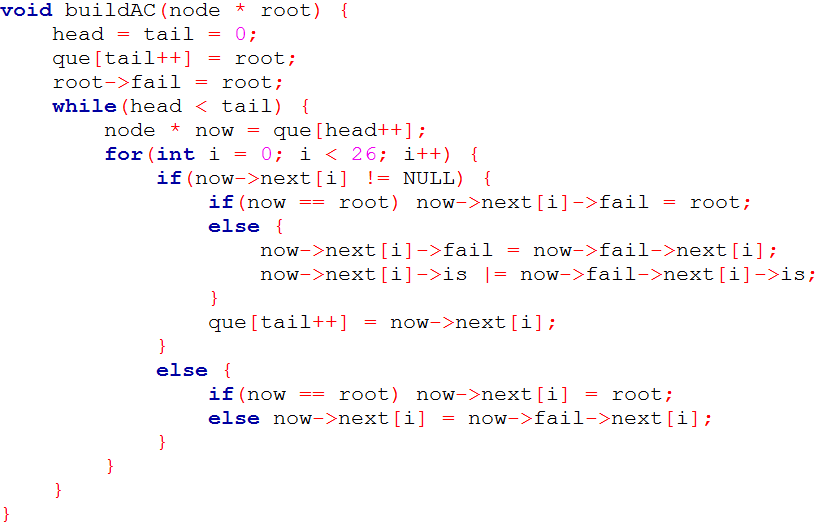 void buildAC(node * root) {
    head = tail = 0;
    que[tail++] = root;
    root->fail = root;
    while(head < tail) {
        node * now = que[head++];
        for(int i = 0; i < 26; i++) {
            if(now->next[i] != NULL) {
                if(now == root) now->next[i]->fail = root;
                else {
                    now->next[i]->fail = now->fail->next[i];
                    now->next[i]->is |= now->fail->next[i]->is;
                }
                que[tail++] = now->next[i];
            }
            else {
                if(now == root) now->next[i] = root;
                else now->next[i] = now->fail->next[i];
            }
        }
    }
}